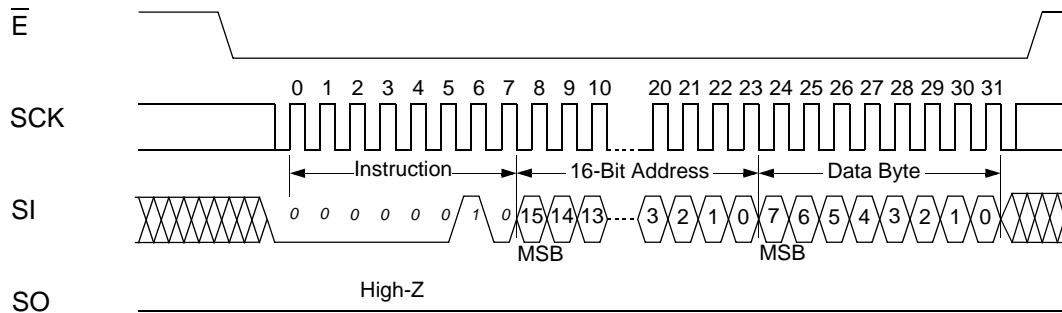 E
0 1 2 3 4 5 6 7 8 9 10 20 21 22 23 24 25 26 27 28 29 30 31
SCK
Instruction 16-Bit Address Data Byte
SI 0 0 0 0 0 0 1 0 15 14 13 3 2 1 0 7 6 5 4 3 2 1 0
MSB MSB
High-Z
SO